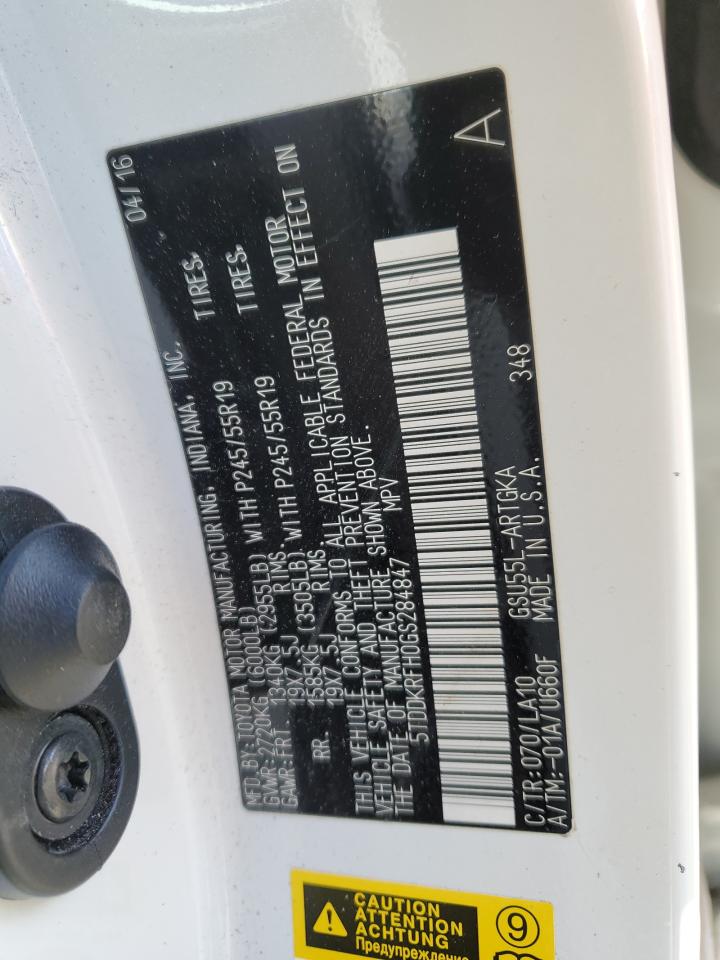 MFD.BY:TOYOTA MOTOR MANUFACTURING, INDIANA, INC. 04/16
GVWR:2720KG (6000LB)
GAWR:FR. 1340KG (2955LB) WITH P245/55R19 TIRES,
19X7.5J RIMS,
RR. 1585KG (3505LB) WITH P245/55R19 TIRES,
19X7.5J RIMS
THIS VEHICLE CONFORMS TO ALL APPLICABLE FEDERAL MOTOR
VEHICLE SAFETY AND THEFT PREVENTION STANDARDS IN EFFECT ON
THE DATE OF MANUFACTURE SHOWN ABOVE.
5TDDKRFH0GS284847 MPV
A
C/TR:070/LA10 GSU55L-ARTGKA
A/TM:-01A/U660F MADE IN U.S.A. 348
CAUTION
ATTENTION
ACHTUNG
Предупреждение
9